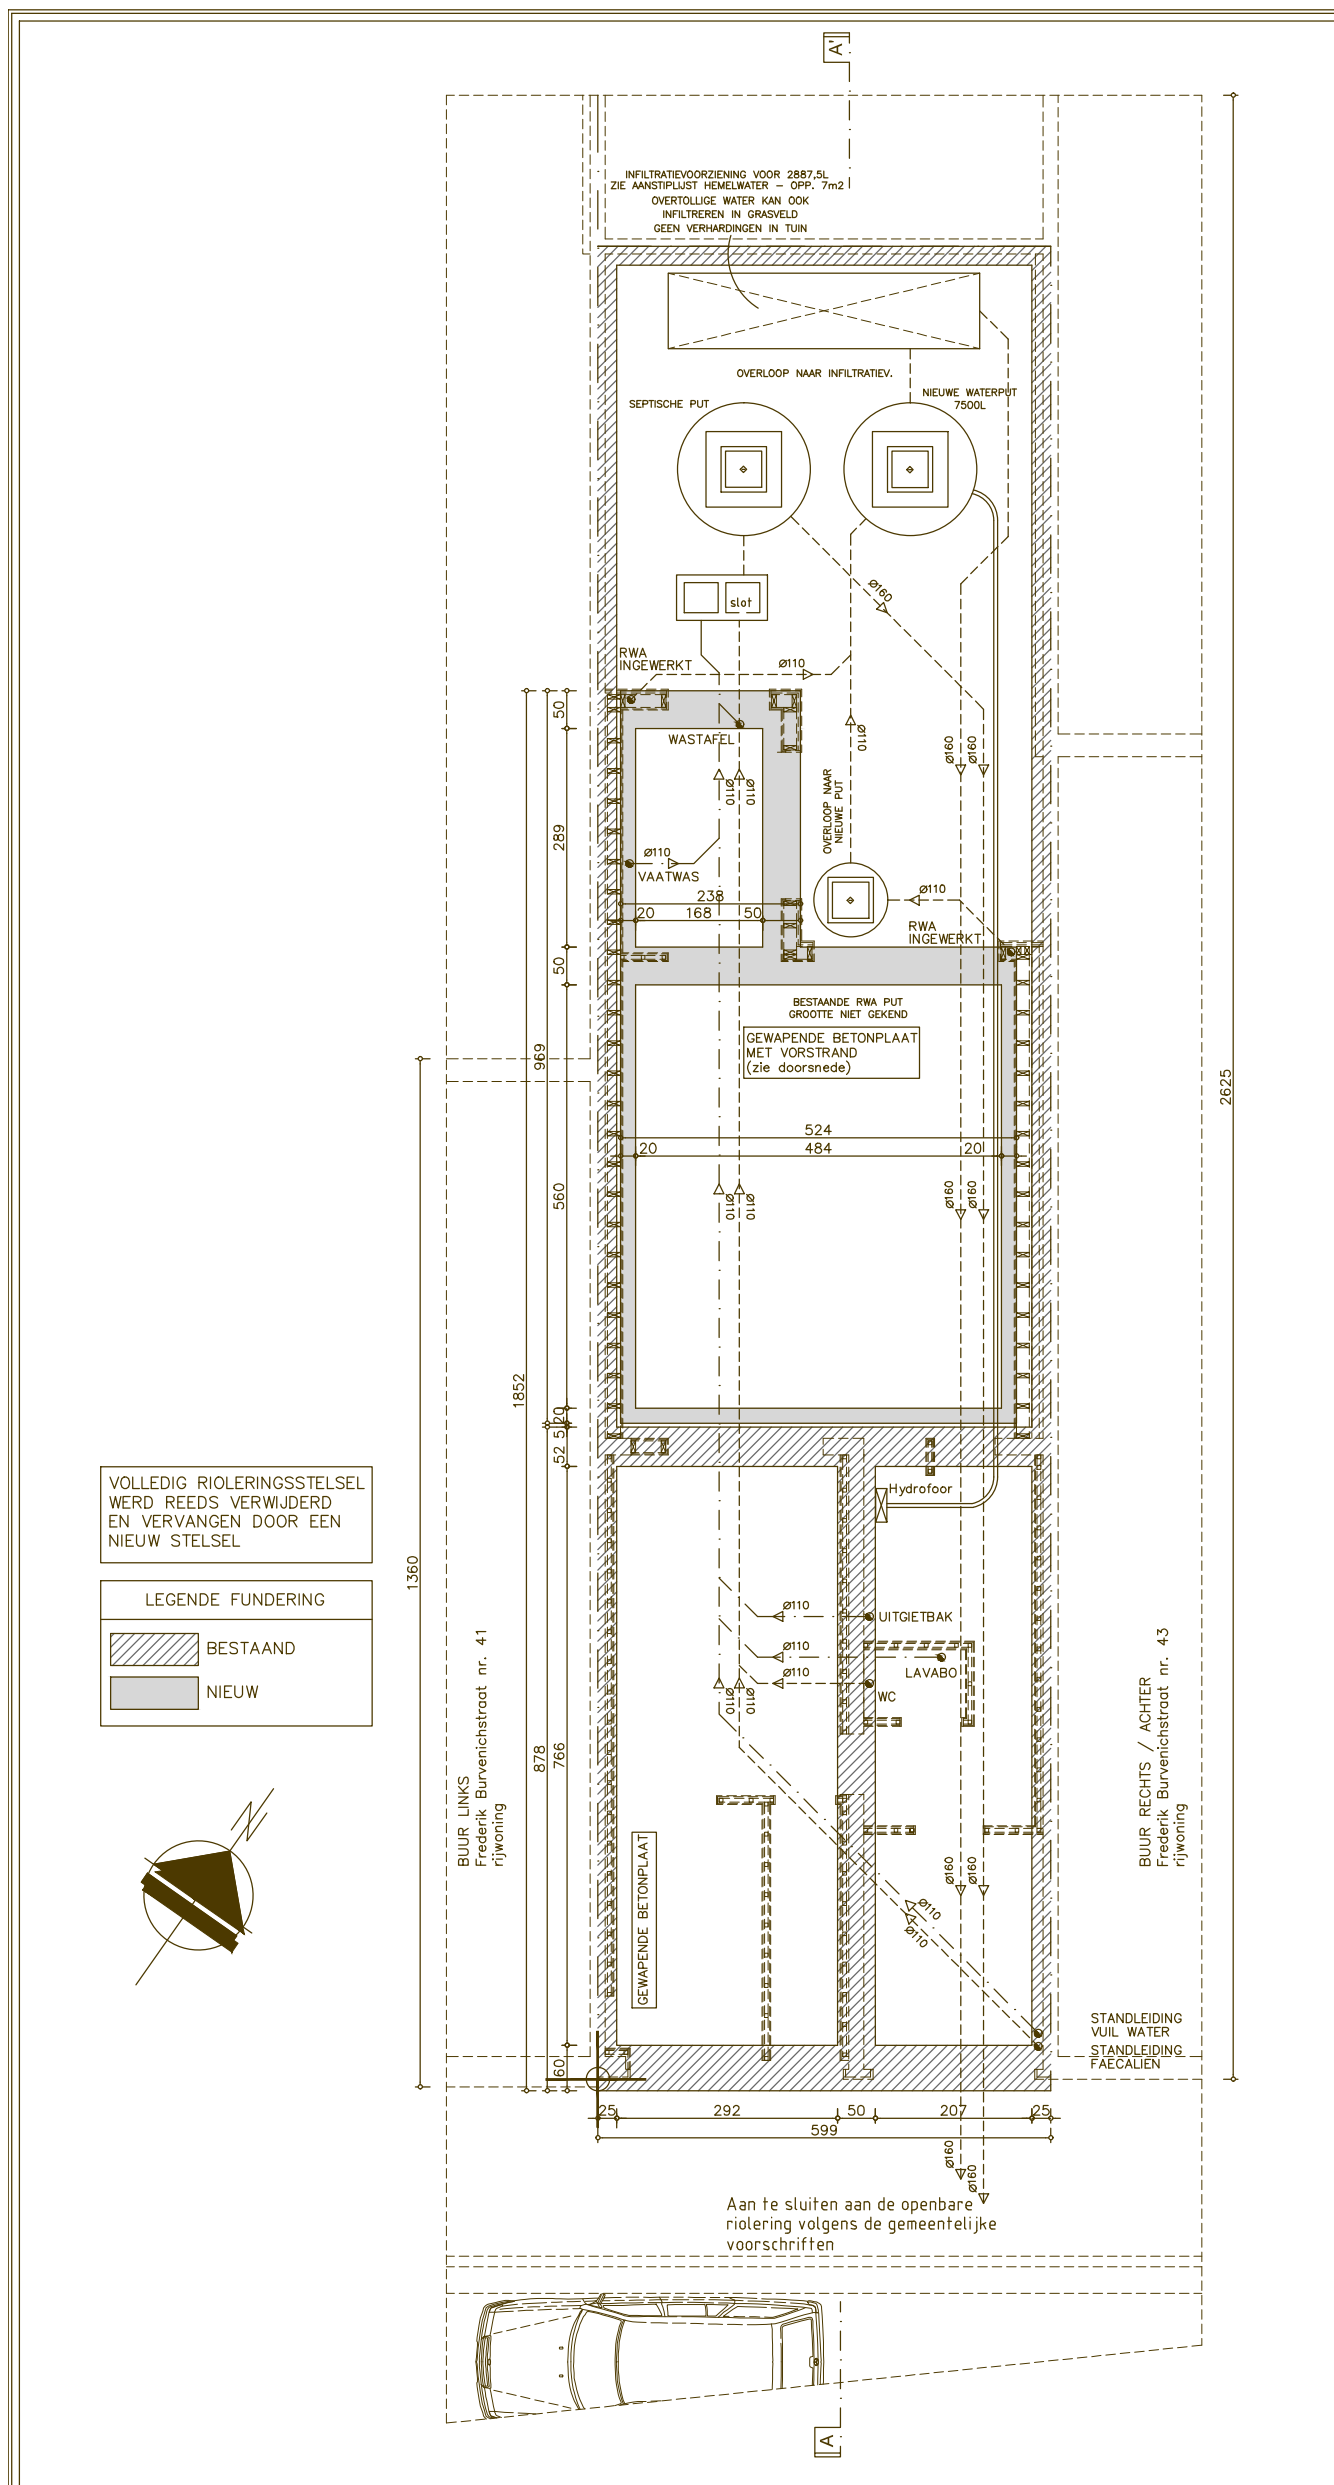 A'
INFILTRATIEVOORZIENING VOOR 2887,5L
ZIE AANSTIPLIJST HEMELWATER – OPP. 7m2
OVERTOLLIGE WATER KAN OOK
INFILTREREN IN GRASVELD
GEEN VERHARDINGEN IN TUIN
OVERLOOP NAAR INFILTRATIEV.
SEPTISCHE PUT
NIEUWE WATERPUT
7500L
slot
Ø160
RWA
INGEWERKT
Ø110
WASTAFEL
Ø110
Ø110
Ø110
Ø160
Ø160
OVERLOOP NAAR
NIEUWE PUT
Ø110
VAATWAS
238
20
168
50
Ø110
RWA
INGEWERKT
BESTAANDE RWA PUT
GROOTTE NIET GEKEND
GEWAPENDE BETONPLAAT
MET VORSTRAND
(zie doorsnede)
524
20
484
20
Ø110
Ø110
Ø160
Ø160
50
289
50
969
560
1852
20
5
52
1360
878
766
60
2625
Hydrofoor
VOLLEDIG RIOLERINGSSTELSEL
WERD REEDS VERWIJDERD
EN VERVANGEN DOOR EEN
NIEUW STELSEL
LEGENDE FUNDERING
BESTAAND
NIEUW
BUUR LINKS
Frederik Burvenichstraat nr. 41
rijwoning
Ø110
UITGIETBAK
Ø110
LAVABO
Ø110
WC
Ø110
Ø110
GEWAPENDE BETONPLAAT
Ø160
Ø160
Ø110
Ø110
BUUR RECHTS / ACHTER
Frederik Burvenichstraat nr. 43
rijwoning
STANDLEIDING
VUIL WATER
STANDLEIDING
FAECALIEN
25
292
50
207
25
599
Ø160
Ø160
Aan te sluiten aan de openbare
riolering volgens de gemeentelijke
voorschriften
A